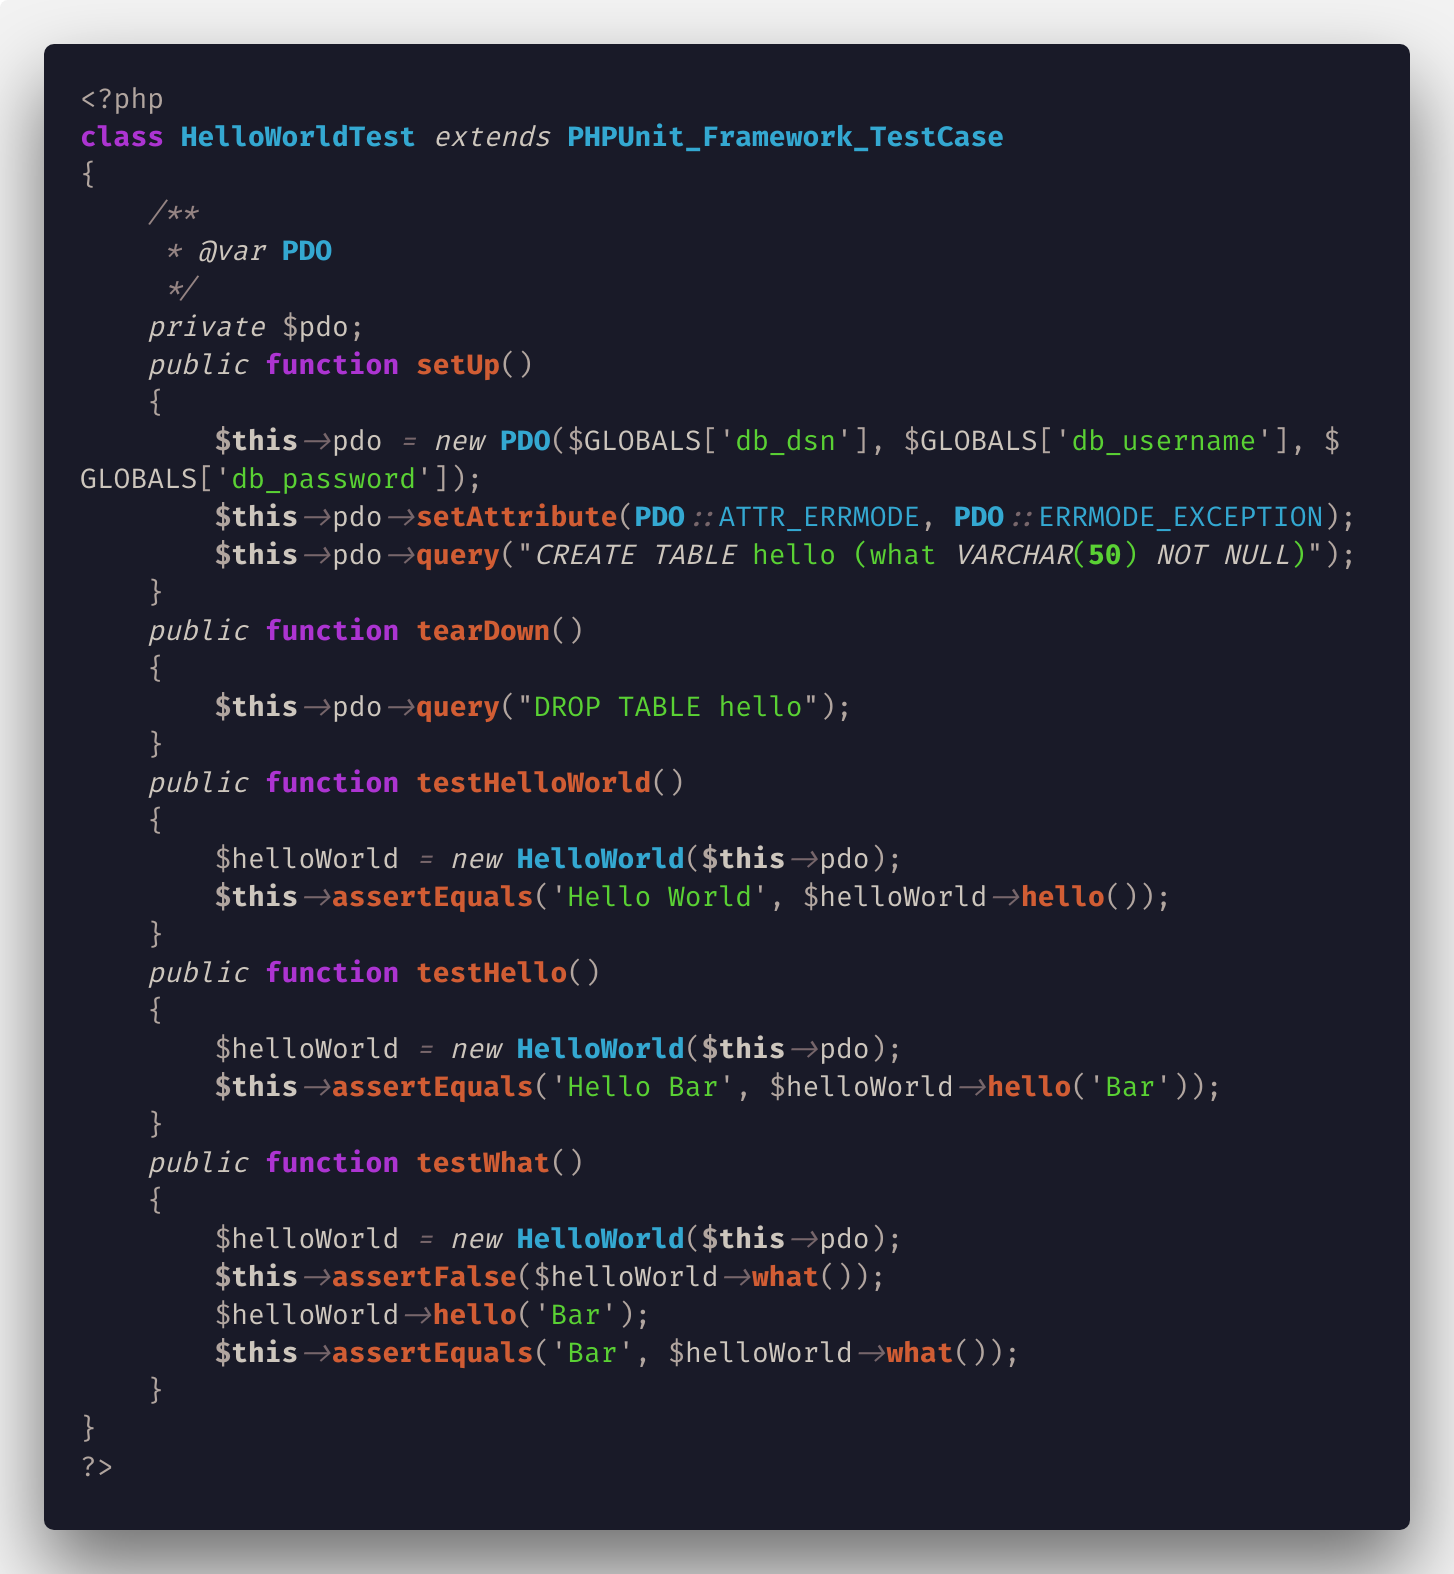 <?php
class HelloWorldTest extends PHPUnit_Framework_TestCase
{
    /**
     * @var PDO
     */
    private $pdo;
    public function setUp()
    {
        $this->pdo = new PDO($GLOBALS['db_dsn'], $GLOBALS['db_username'], $
GLOBALS['db_password']);
        $this->pdo->setAttribute(PDO::ATTR_ERRMODE, PDO::ERRMODE_EXCEPTION);
        $this->pdo->query("CREATE TABLE hello (what VARCHAR(50) NOT NULL)");
    }
    public function tearDown()
    {
        $this->pdo->query("DROP TABLE hello");
    }
    public function testHelloWorld()
    {
        $helloWorld = new HelloWorld($this->pdo);
        $this->assertEquals('Hello World', $helloWorld->hello());
    }
    public function testHello()
    {
        $helloWorld = new HelloWorld($this->pdo);
        $this->assertEquals('Hello Bar', $helloWorld->hello('Bar'));
    }
    public function testWhat()
    {
        $helloWorld = new HelloWorld($this->pdo);
        $this->assertFalse($helloWorld->what());
        $helloWorld->hello('Bar');
        $this->assertEquals('Bar', $helloWorld->what());
    }
}
?>